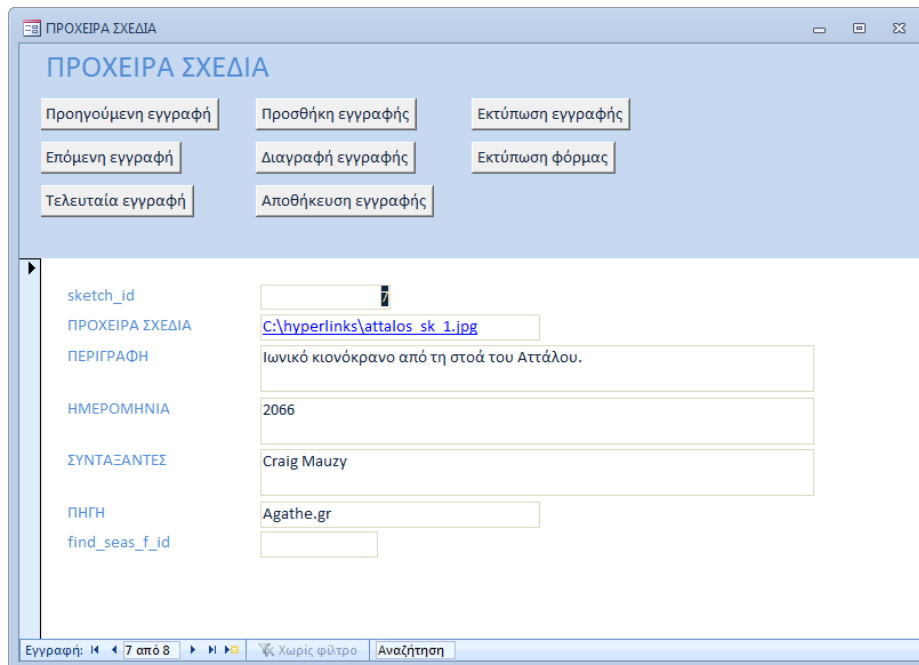 ΠΡΟΧΕΙΡΑ ΣΧΕΔΙΑ
ΠΡΟΧΕΙΡΑ ΣΧΕΔΙΑ
Προηγούμενη εγγραφή Προσθήκη εγγραφής Εκτύπωση εγγραφής
Επόμενη εγγραφή Διαγραφή εγγραφής Εκτύπωση φόρμας
Τελευταία εγγραφή Αποθήκευση εγγραφής
sketch_id 7
ΠΡΟΧΕΙΡΑ ΣΧΕΔΙΑ C:\hyperlinks\attalos_sk_1.jpg
ΠΕΡΙΓΡΑΦΗ Ιωνικό κιονόκρανο από τη στοά του Αττάλου.
ΗΜΕΡΟΜΗΝΙΑ 2066
ΣΥΝΤΑΞΑΝΤΕΣ Craig Mauzy
ΠΗΓΗ Agathe.gr
find_seas_f_id
Εγγραφή: 7 από 8 Χωρίς φίλτρο Αναζήτηση